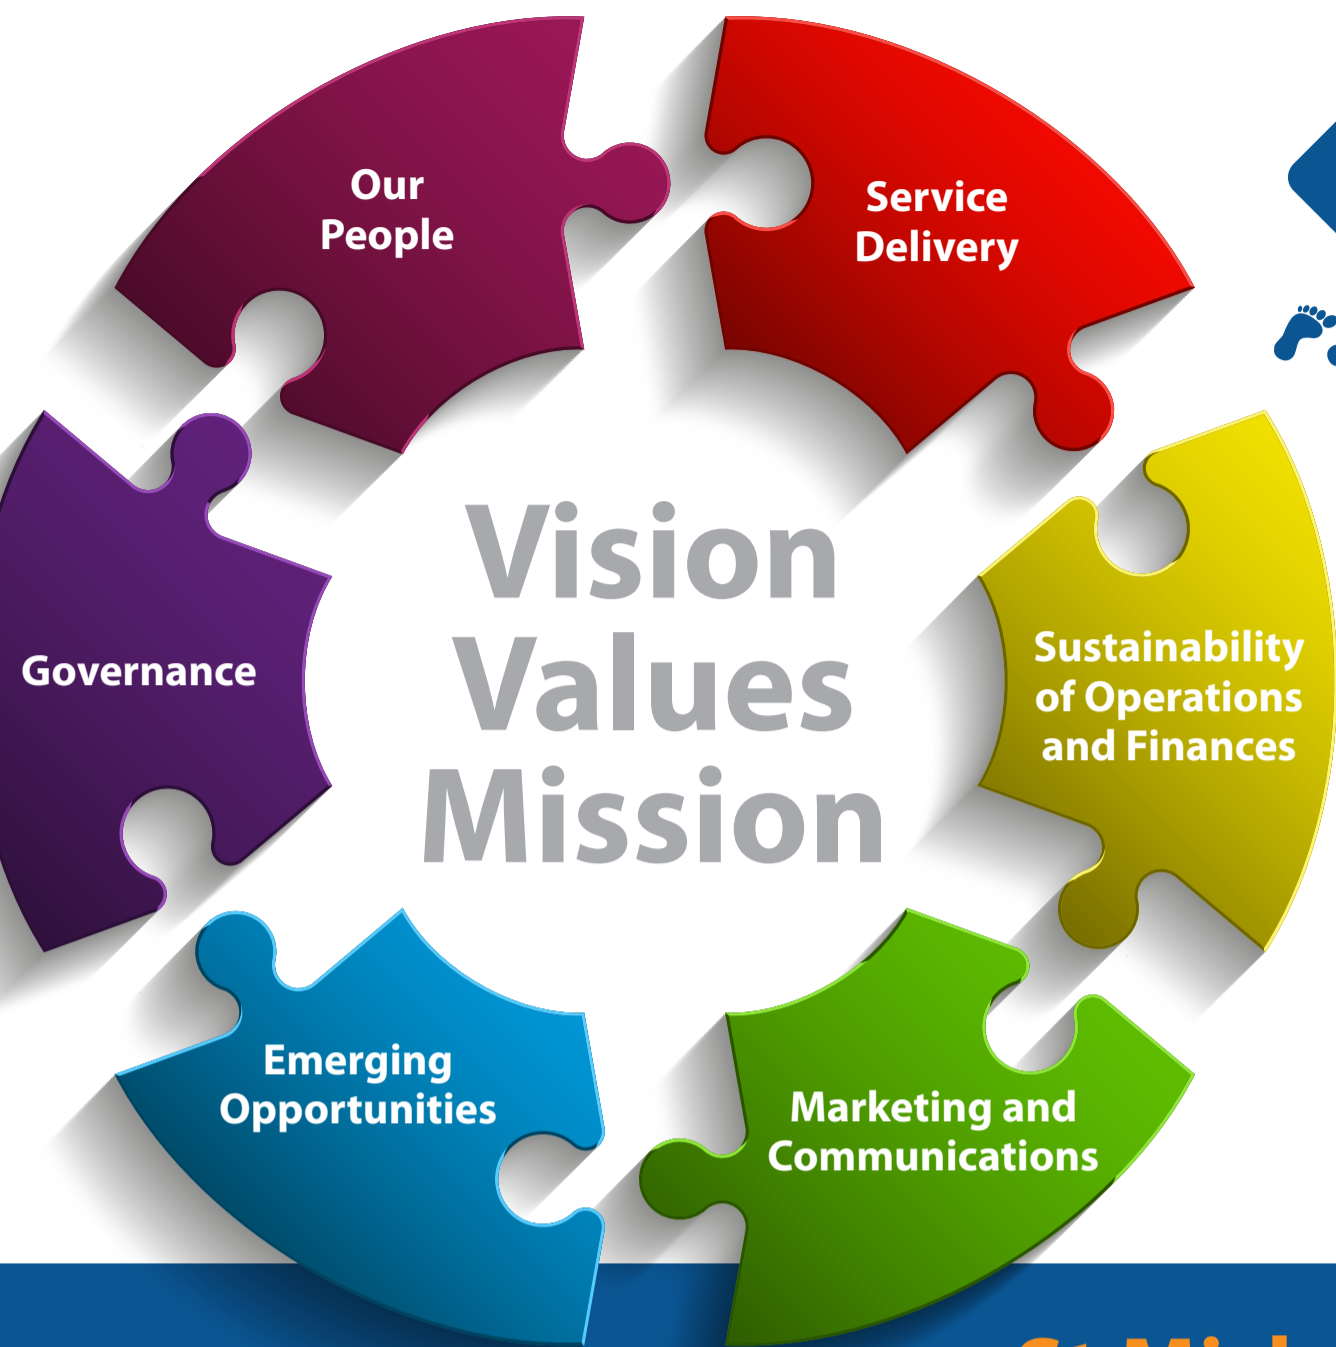 Our
People
Service
Delivery
Governance
Vision
Values
Mission
Sustainability
of Operations
and Finances
Emerging
Opportunities
Marketing and
Communications